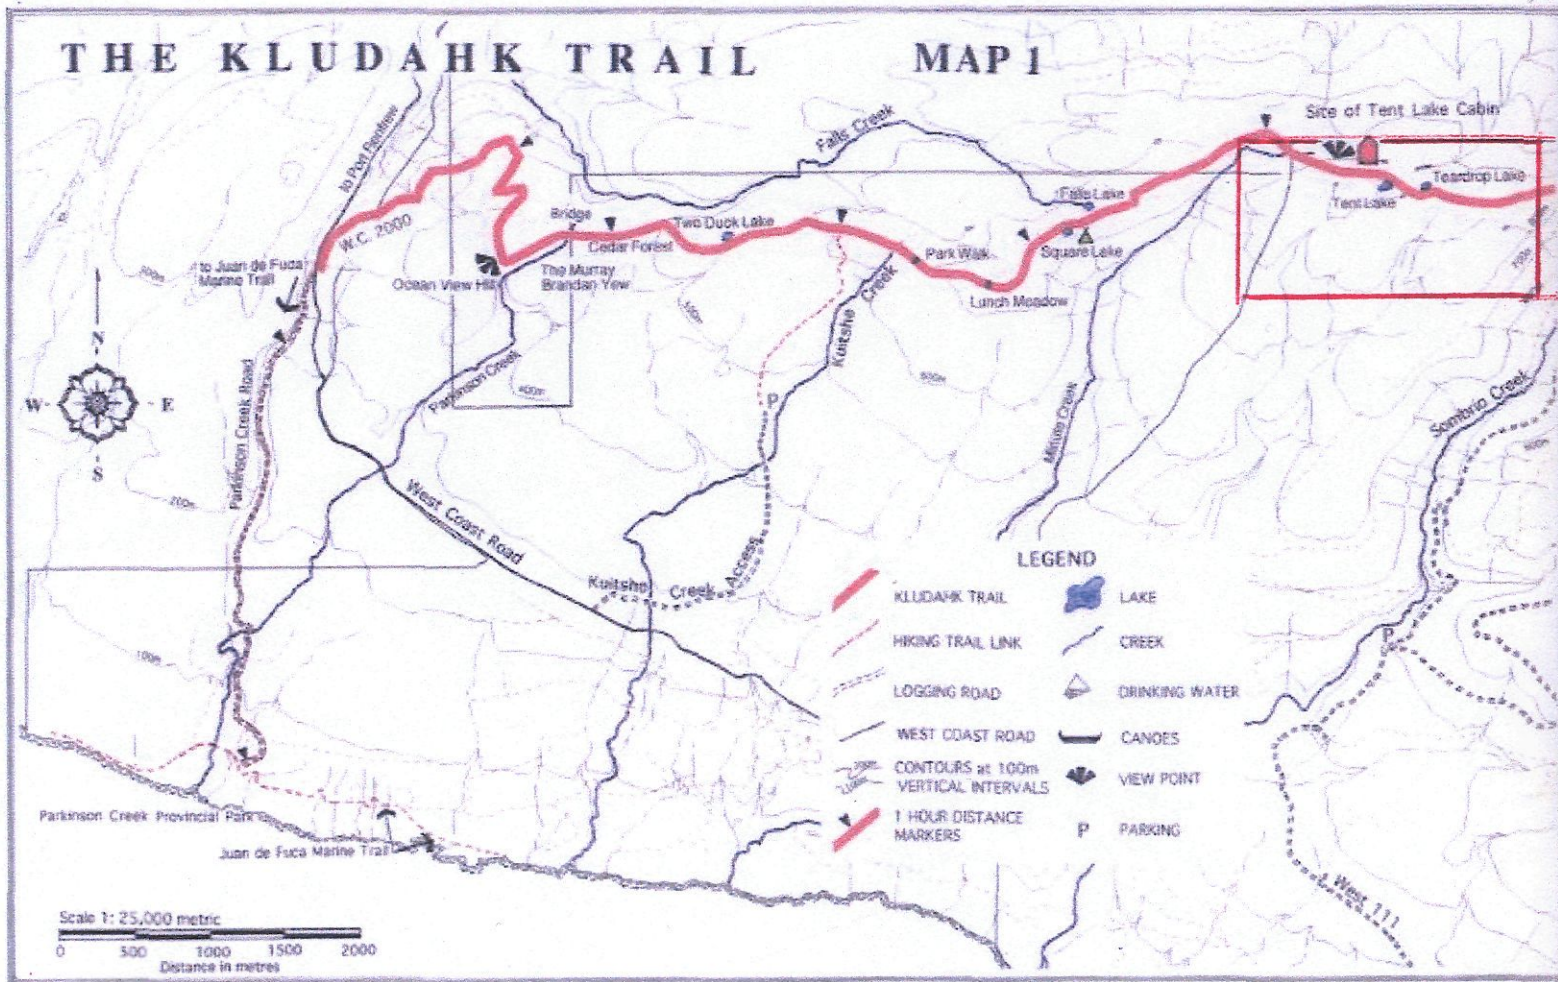 THE KLUDAHK TRAIL MAP 1
Site of Tent Lake Cabin
to Port Renfrew
Falls Creek
Falls Lake
Teardrop Lake
Tent Lake
W.C. 2000
Bridge
Two Duck Lake
Cedar Forest
Square Lake
Park Walk
to Juan de Fuca
Marine Trail
Ocean View Hill
The Murray
Brandan Yew
Lunch Meadow
Kuitshe Creek
N
W E
S
Parkinson Creek Road
Parkinson Creek
400m
P
Minute Creek
Sombrio Creek
200m
West Coast Road
Kuitshe Creek Access
100m
P
LEGEND
KLUDAHK TRAIL
LAKE
HIKING TRAIL LINK
CREEK
LOGGING ROAD
DRINKING WATER
WEST COAST ROAD
CANOES
CONTOURS at 100m
VERTICAL INTERVALS
VIEW POINT
1 HOUR DISTANCE
MARKERS
P PARKING
Parkinson Creek Provincial Park
Juan de Fuca Marine Trail
West 111
Scale 1: 25,000 metric
0 500 1000 1500 2000
Distance in metres